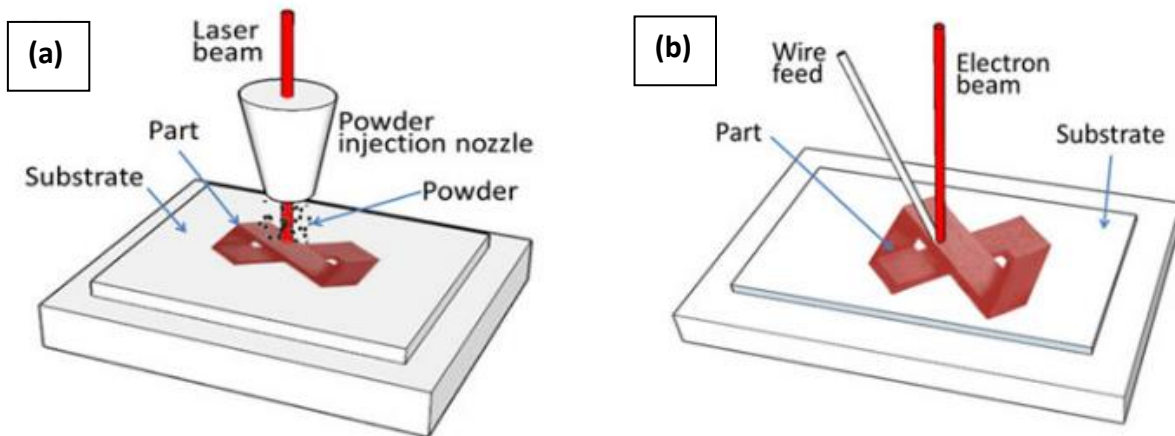 (a)
Laser
beam
Part
Powder
injection nozzle
Substrate
Powder
(b)
Wire
feed
Electron
beam
Part
Substrate